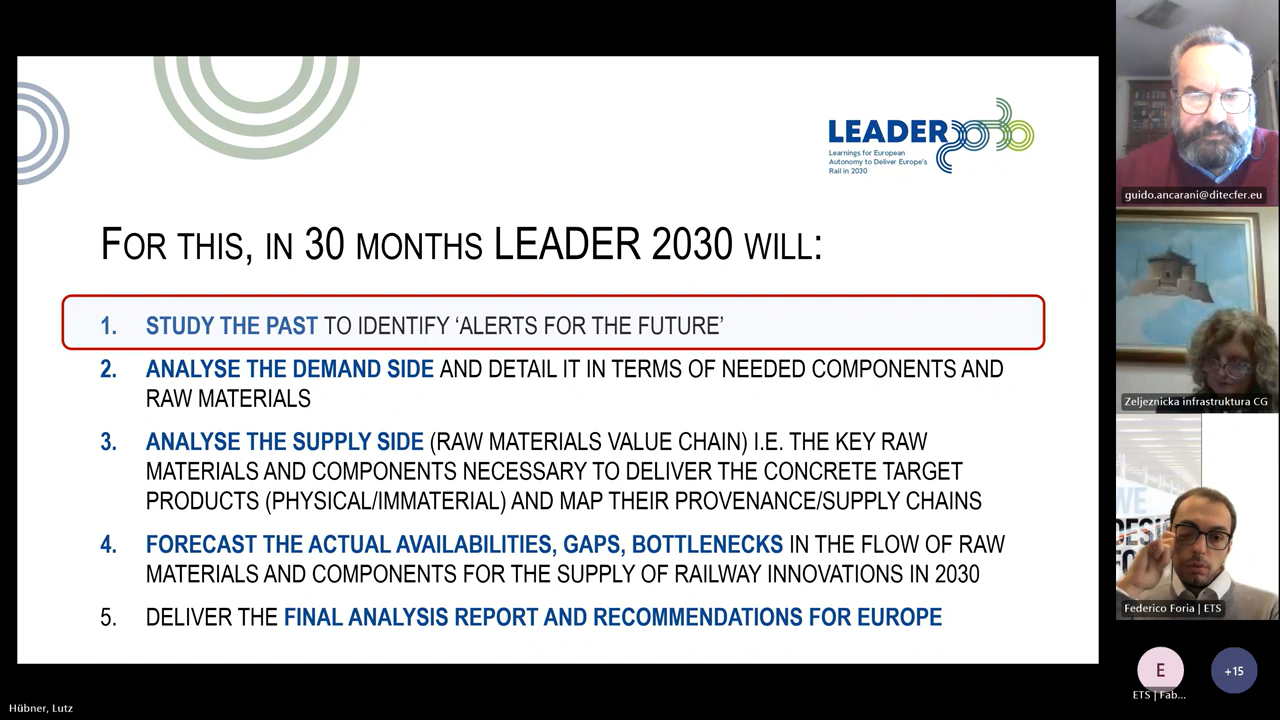 LEADER 2030
Learnings for European
Autonomy to Deliver Europe's
Rail in 2030
FOR THIS, IN 30 MONTHS LEADER 2030 WILL:
1. STUDY THE PAST TO IDENTIFY ‘ALERTS FOR THE FUTURE’
2. ANALYSE THE DEMAND SIDE AND DETAIL IT IN TERMS OF NEEDED COMPONENTS AND
RAW MATERIALS
3. ANALYSE THE SUPPLY SIDE (RAW MATERIALS VALUE CHAIN) I.E. THE KEY RAW
MATERIALS AND COMPONENTS NECESSARY TO DELIVER THE CONCRETE TARGET
PRODUCTS (PHYSICAL/IMMATERIAL) AND MAP THEIR PROVENANCE/SUPPLY CHAINS
4. FORECAST THE ACTUAL AVAILABILITIES, GAPS, BOTTLENECKS IN THE FLOW OF RAW
MATERIALS AND COMPONENTS FOR THE SUPPLY OF RAILWAY INNOVATIONS IN 2030
5. DELIVER THE FINAL ANALYSIS REPORT AND RECOMMENDATIONS FOR EUROPE
guido.ancarani@ditecfer.eu
Zeljeznicka infrastruktura CG
WE
Federico Foria | ETS
E
ETS | Fab...
+15
Hübner, Lutz